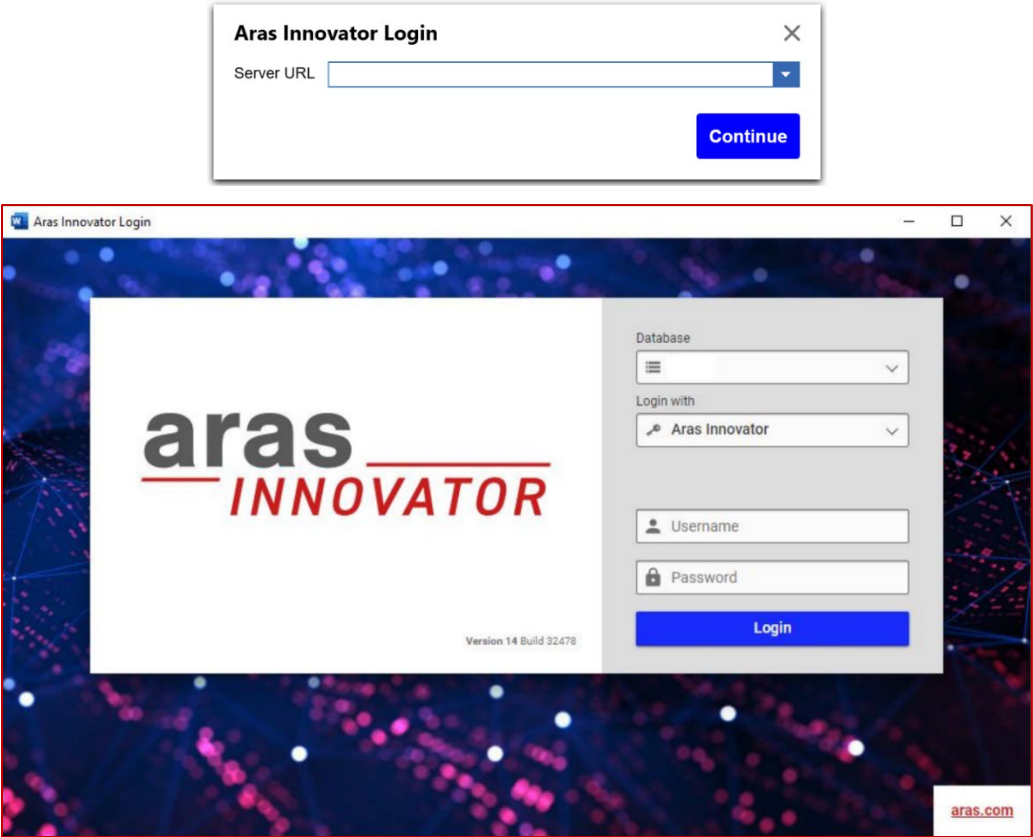 Aras Innovator Login
Server URL
Continue
Aras Innovator Login
Database
Login with
Aras Innovator
aras
INNOVATOR
Username
Password
Login
Version 14 Build 32478
aras.com